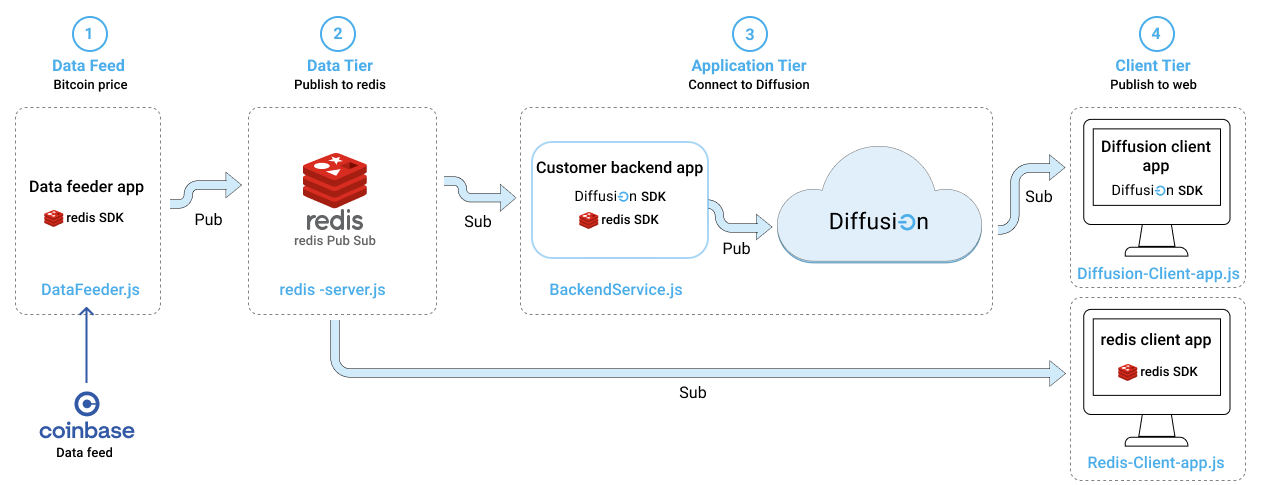 1
Data Feed
Bitcoin price
Data feeder app
redis SDK
DataFeeder.js
coinbase
Data feed
Pub
2
Data Tier
Publish to redis
redis
redis Pub Sub
redis -server.js
Sub
3
Application Tier
Connect to Diffusion
Customer backend app
Diffusion SDK
redis SDK
BackendService.js
Pub
Diffusion
Sub
Sub
4
Client Tier
Publish to web
Diffusion client
app
Diffusion SDK
Diffusion-Client-app.js
redis client app
redis SDK
Redis-Client-app.js